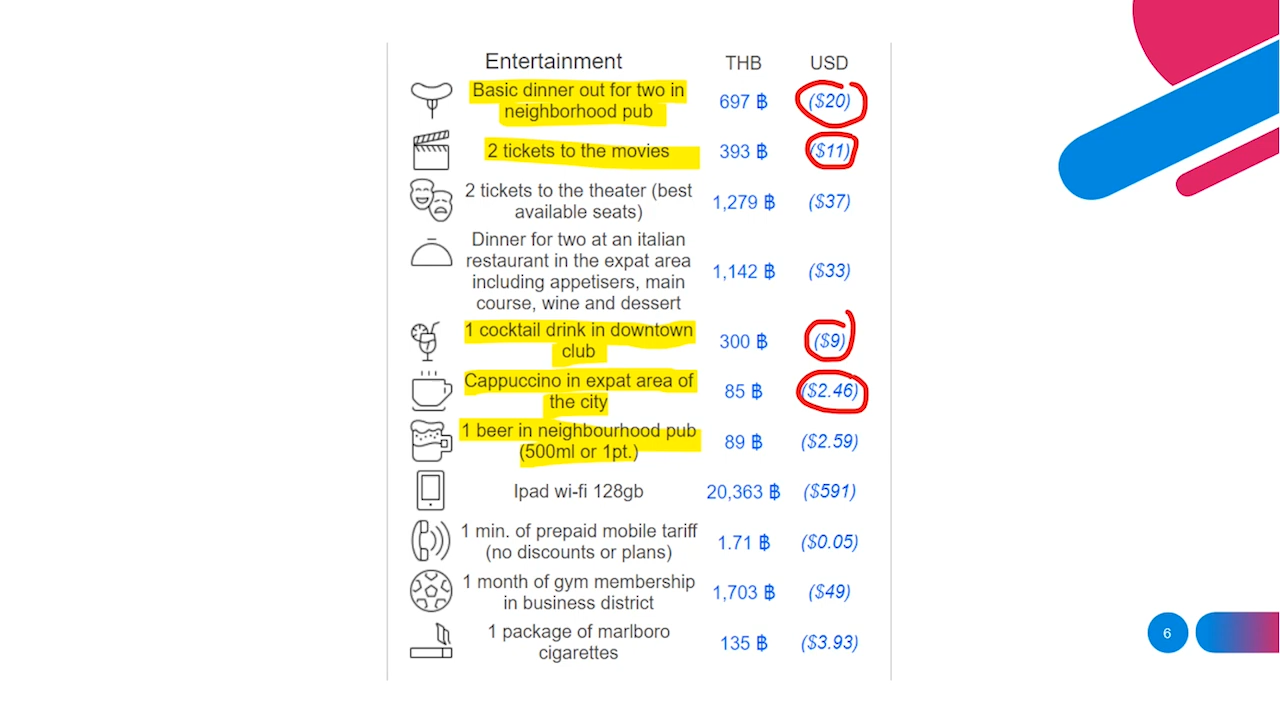 Entertainment THB USD
Basic dinner out for two in
neighborhood pub
697 ฿ ($20)
2 tickets to the movies 393 ฿ ($11)
2 tickets to the theater (best
available seats)
1,279 ฿ ($37)
Dinner for two at an italian
restaurant in the expat area
including appetisers, main
course, wine and dessert
1,142 ฿ ($33)
1 cocktail drink in downtown
club
300 ฿ ($9)
Cappuccino in expat area of
the city
85 ฿ ($2.46)
1 beer in neighbourhood pub
(500ml or 1pt.)
89 ฿ ($2.59)
Ipad wi-fi 128gb 20,363 ฿ ($591)
1 min. of prepaid mobile tariff
(no discounts or plans)
1.71 ฿ ($0.05)
1 month of gym membership
in business district
1,703 ฿ ($49)
1 package of marlboro
cigarettes
135 ฿ ($3.93)
6